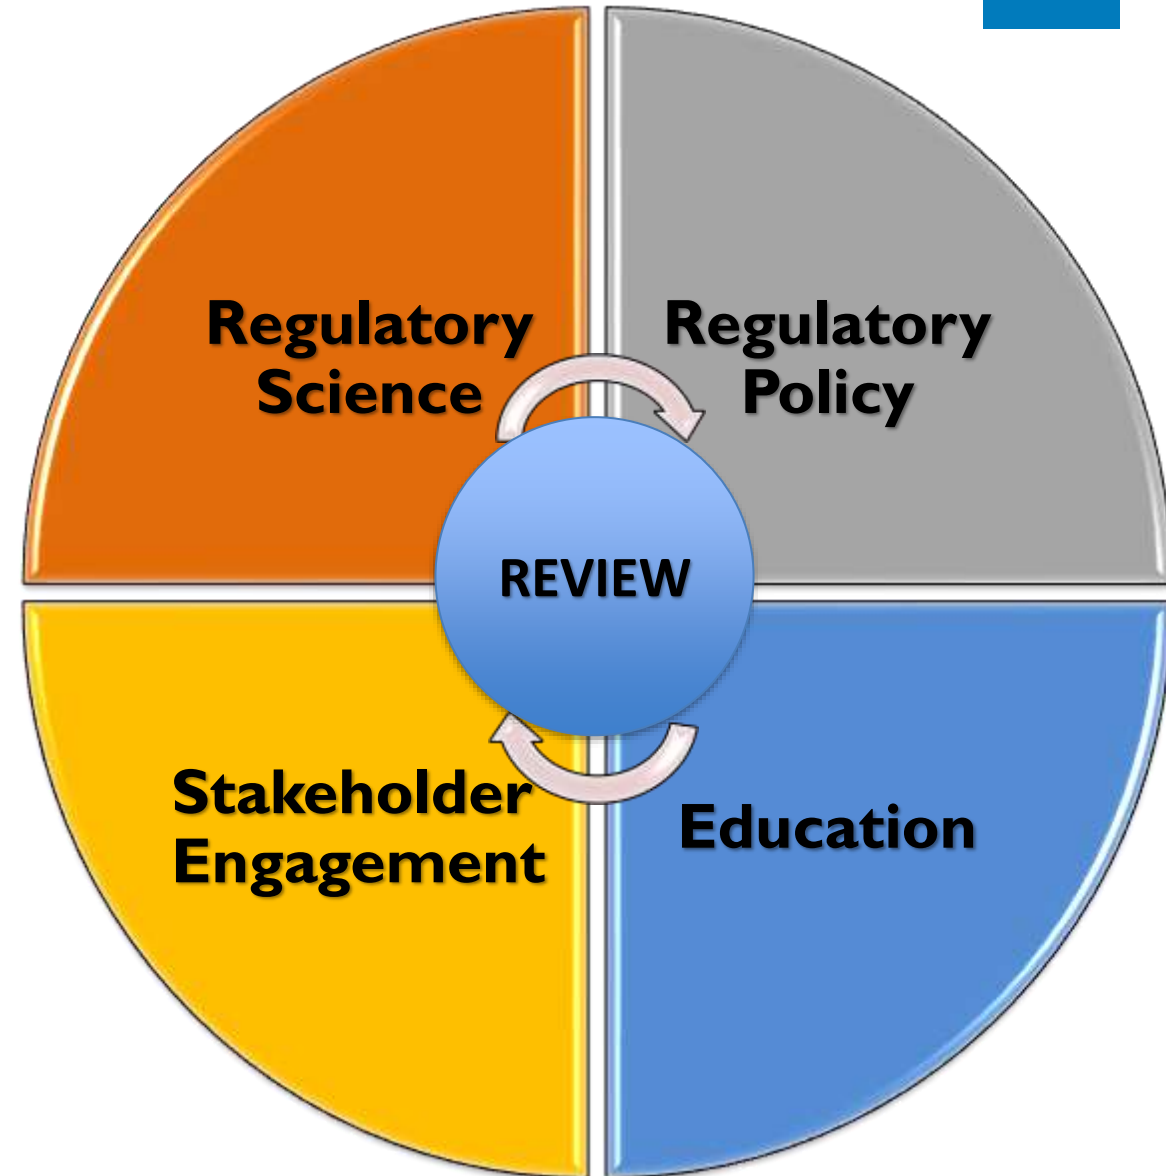 Regulatory
Science
Regulatory
Policy
REVIEW
Stakeholder
Engagement
Education